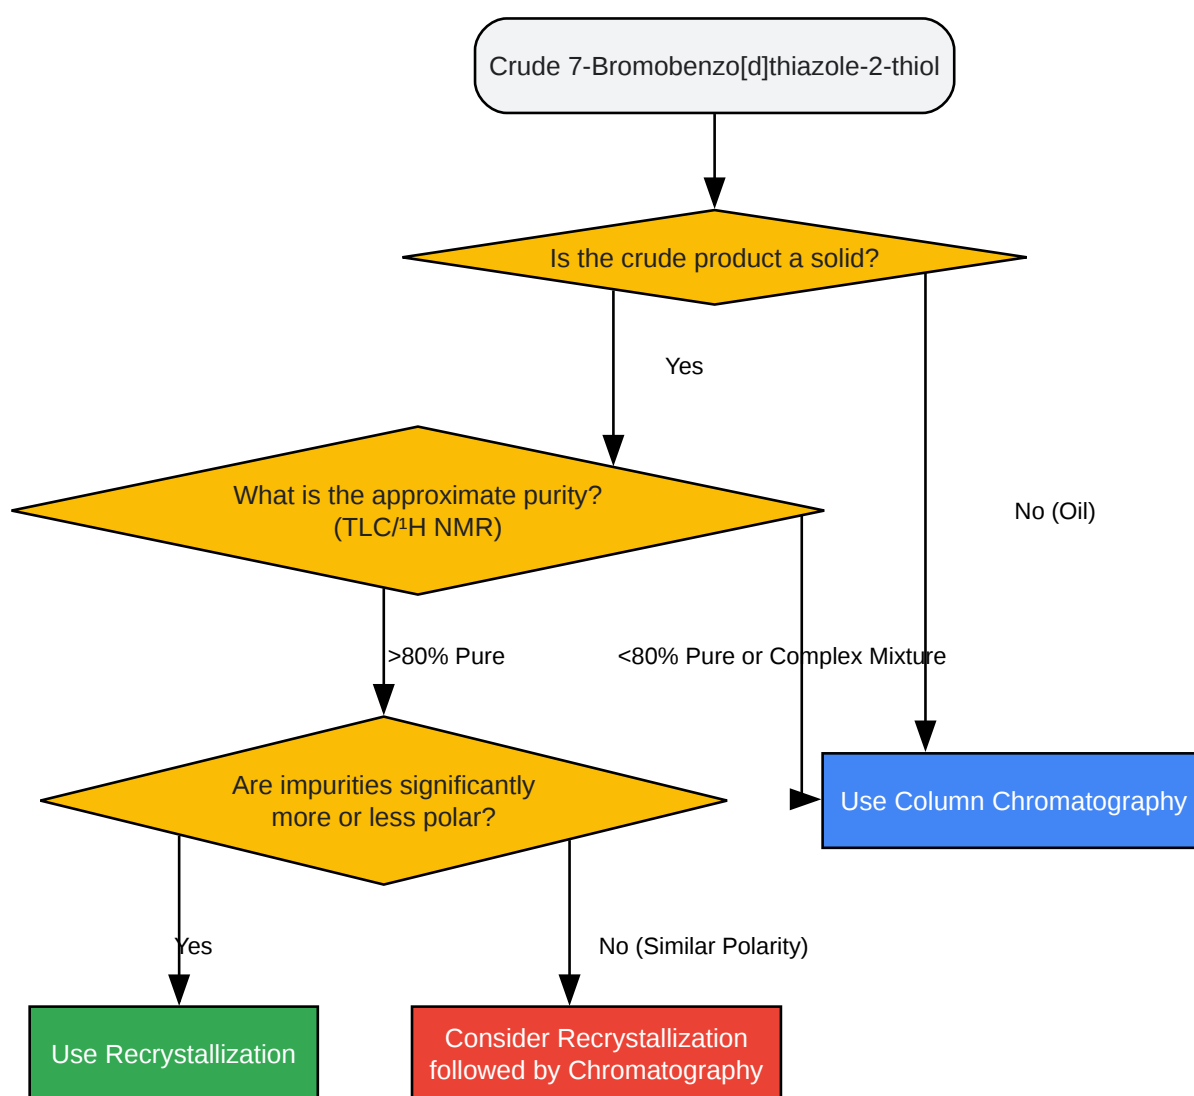 Crude 7-Bromobenzo[d]thiazole-2-thiol
Is the crude product a solid?
Yes
What is the approximate purity?
(TLC/¹H NMR)
No (Oil)
>80% Pure
<80% Pure or Complex Mixture
Are impurities significantly
more or less polar?
Use Column Chromatography
Yes
No (Similar Polarity)
Use Recrystallization
Consider Recrystallization
followed by Chromatography